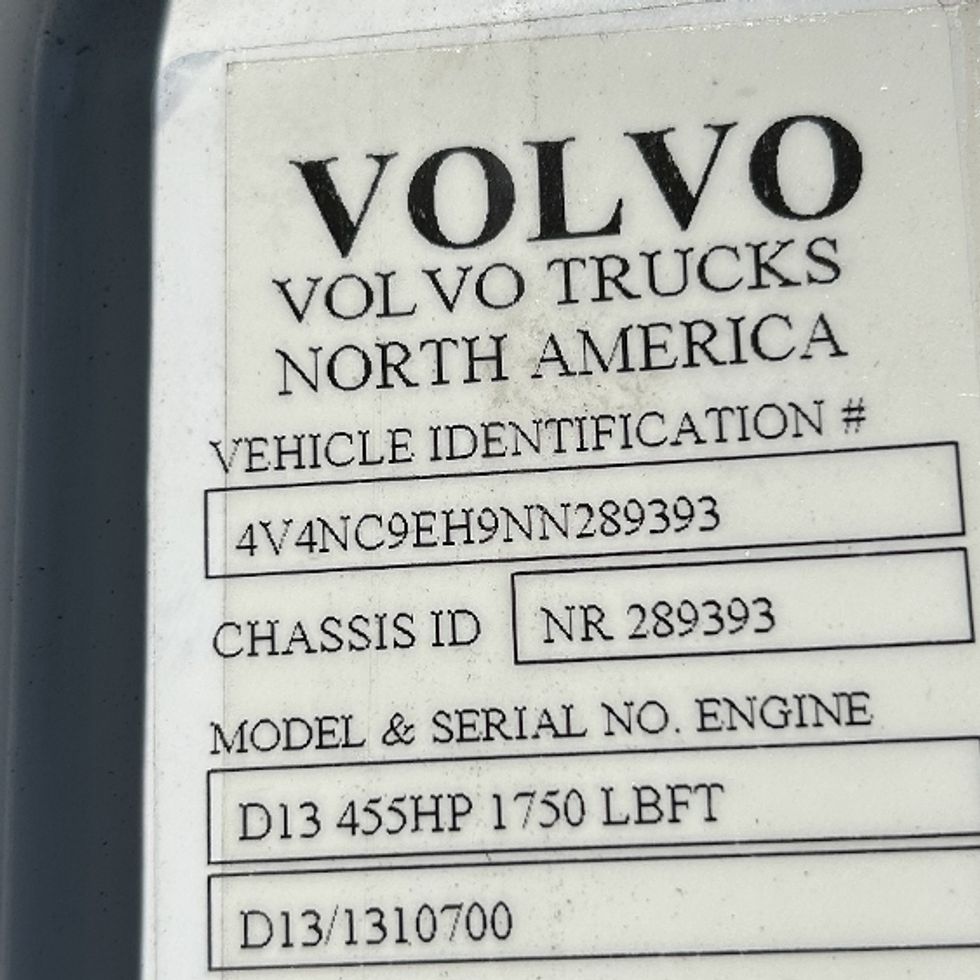 VOLVO
VOLVO TRUCKS
NORTH AMERICA
VEHICLE IDENTIFICATION #
4V4NC9EH9NN289393
CHASSIS ID NR 289393
MODEL & SERIAL NO. ENGINE
D13 455HP 1750 LBFT
D13/1310700